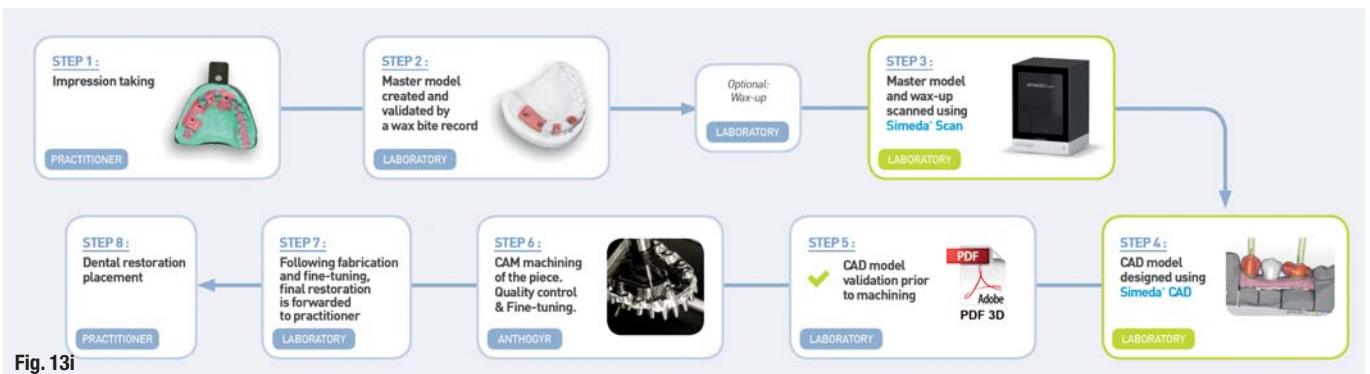 STEP 1 :
Impression taking
PRACTITIONER
STEP 2 :
Master model
created and
validated by
a wax bite record
LABORATORY
Optional:
Wax-up
LABORATORY
STEP 3 :
Master model
and wax-up
scanned using
Simeda® Scan
LABORATORY
STEP 4 :
CAD model
designed using
Simeda® CAD
LABORATORY
STEP 5 :
CAD model
validation prior
to machining
PDF
Adobe
PDF 3D
LABORATORY
STEP 6 :
CAM machining
of the piece.
Quality control
& Fine-tuning.
ANTHOGYR
STEP 7 :
Following fabrication
and fine-tuning,
final restoration
is forwarded
to practitioner
LABORATORY
STEP 8 :
Dental restoration
placement
PRACTITIONER
Fig. 13i